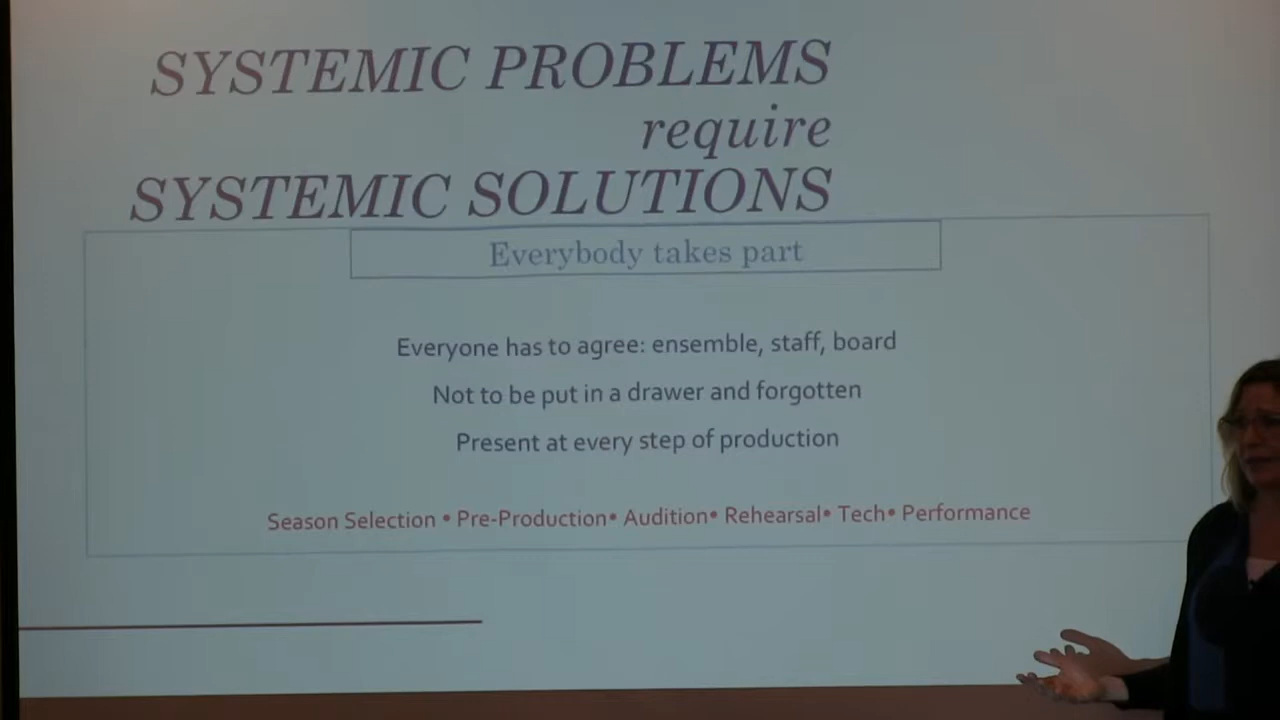 SYSTEMIC PROBLEMS
require
SYSTEMIC SOLUTIONS
Everybody takes part
Everyone has to agree: ensemble, staff, board
Not to be put in a drawer and forgotten
Present at every step of production
Season Selection • Pre-Production• Audition• Rehearsal• Tech• Performance